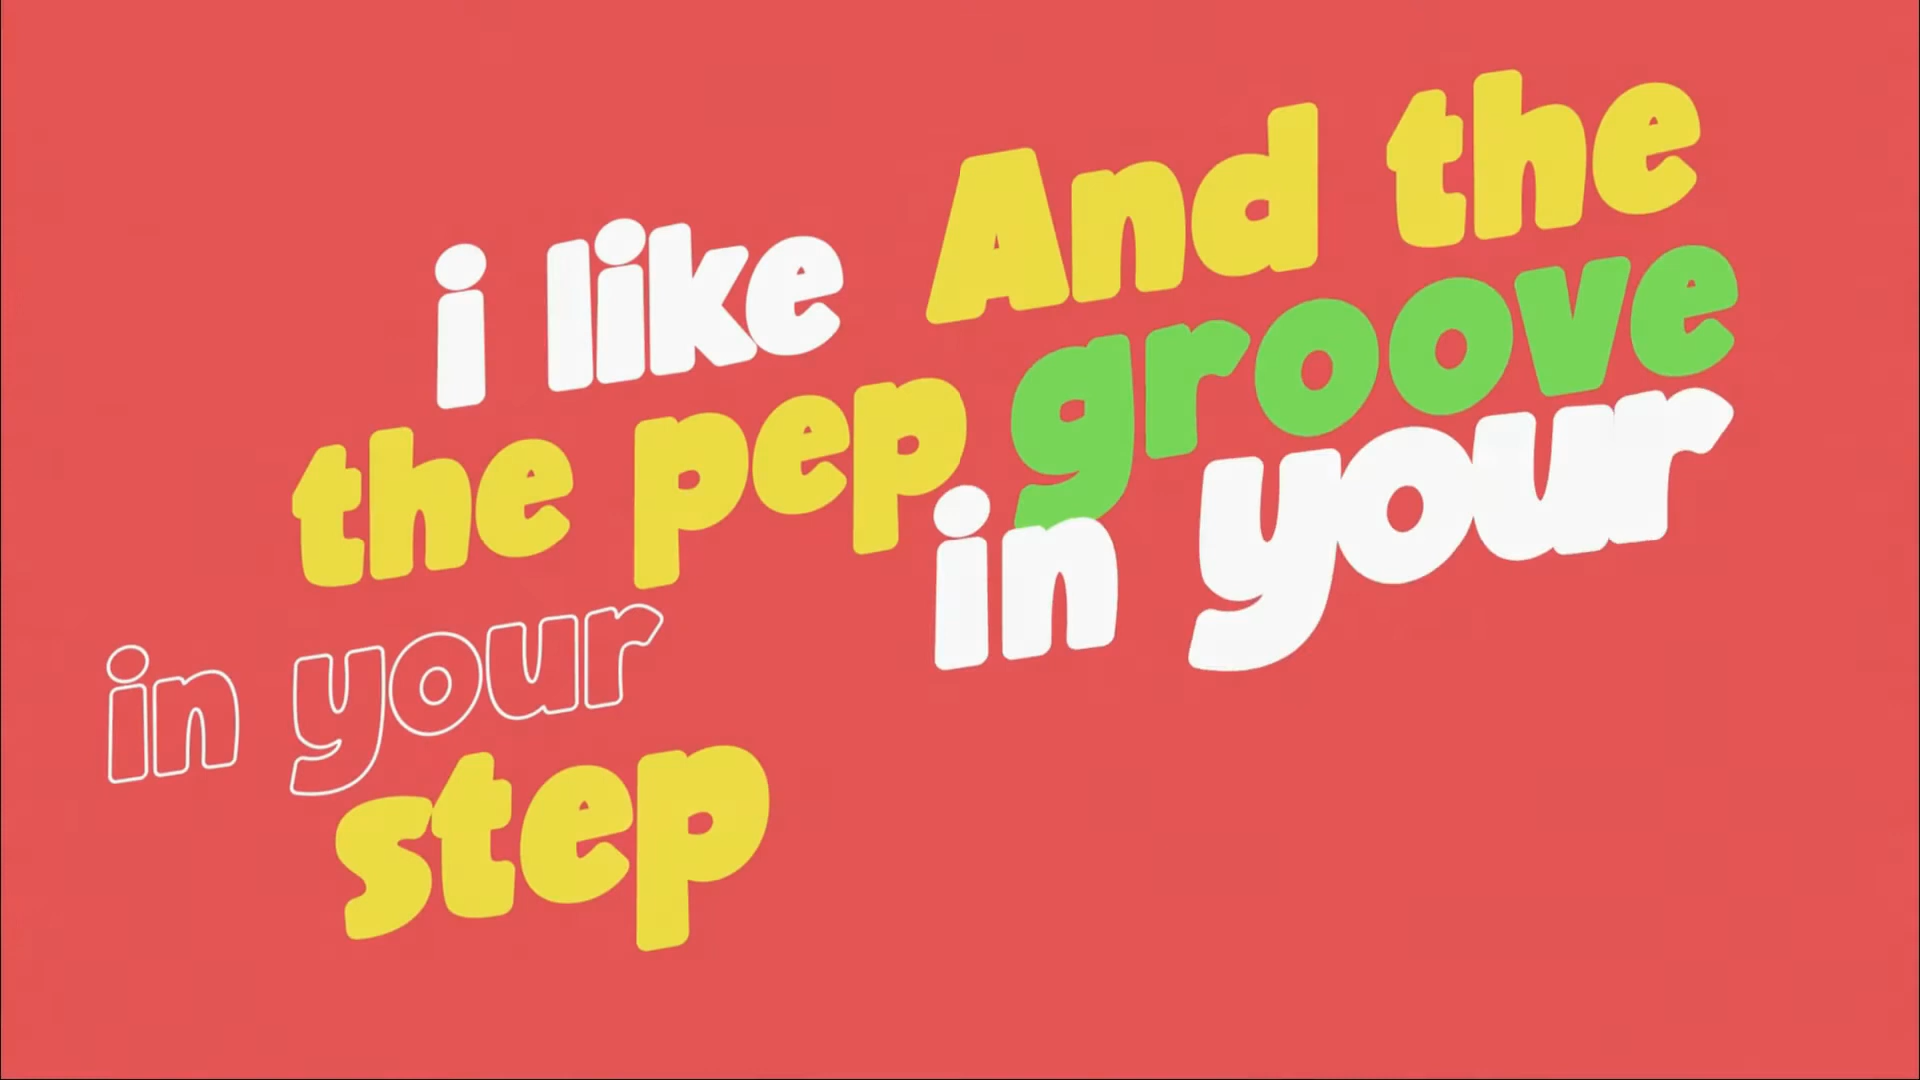 i like
the pep
in your
step
And the
groove
in your